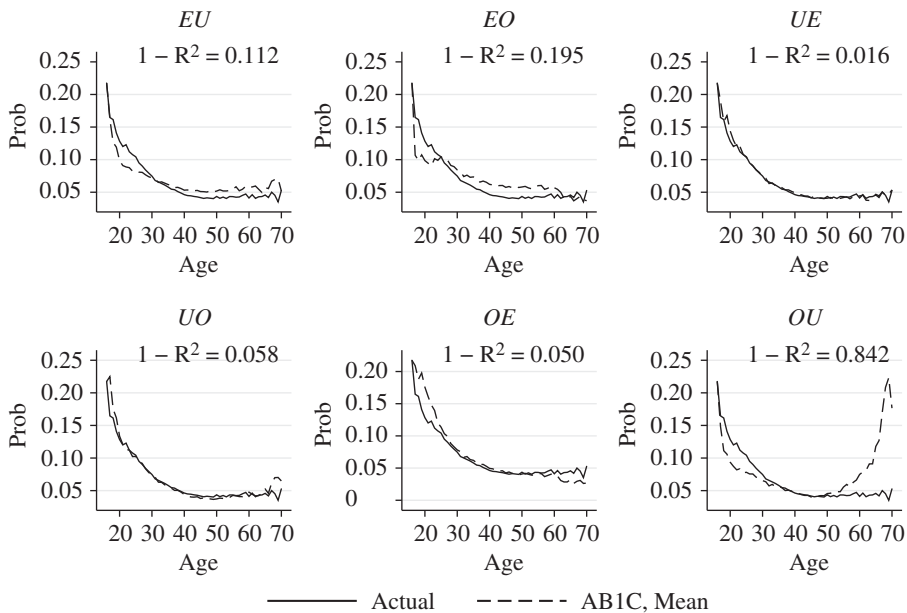 EU
1 − R² = 0.112
0.25
0.20
0.15
0.10
0.05
Prob
20 30 40 50 60 70
Age
EO
1 − R² = 0.195
0.25
0.20
0.15
0.10
0.05
Prob
20 30 40 50 60 70
Age
UE
1 − R² = 0.016
0.25
0.20
0.15
0.10
0.05
Prob
20 30 40 50 60 70
Age
UO
1 − R² = 0.058
0.25
0.20
0.15
0.10
0.05
Prob
20 30 40 50 60 70
Age
OE
1 − R² = 0.050
0.20
0.15
0.10
0.05
0
Prob
20 30 40 50 60 70
Age
OU
1 − R² = 0.842
0.25
0.20
0.15
0.10
0.05
Prob
20 30 40 50 60 70
Age
Actual AB1C, Mean